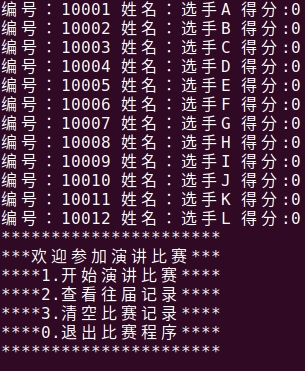 编号：10001 姓名：选手A 得分:0
编号：10002 姓名：选手B 得分:0
编号：10003 姓名：选手C 得分:0
编号：10004 姓名：选手D 得分:0
编号：10005 姓名：选手E 得分:0
编号：10006 姓名：选手F 得分:0
编号：10007 姓名：选手G 得分:0
编号：10008 姓名：选手H 得分:0
编号：10009 姓名：选手I 得分:0
编号：10010 姓名：选手J 得分:0
编号：10011 姓名：选手K 得分:0
编号：10012 姓名：选手L 得分:0
**********************
***欢迎参加演讲比赛***
****1.开始演讲比赛****
****2.查看往届记录****
****3.清空比赛记录****
****0.退出比赛程序****
**********************